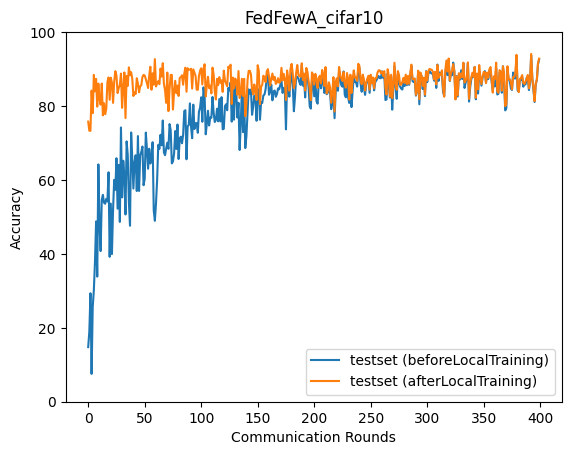 FedFewA_cifar10
100
80
60
40
20
0
Accuracy
0 50 100 150 200 250 300 350 400
Communication Rounds
testset (beforeLocalTraining)
testset (afterLocalTraining)